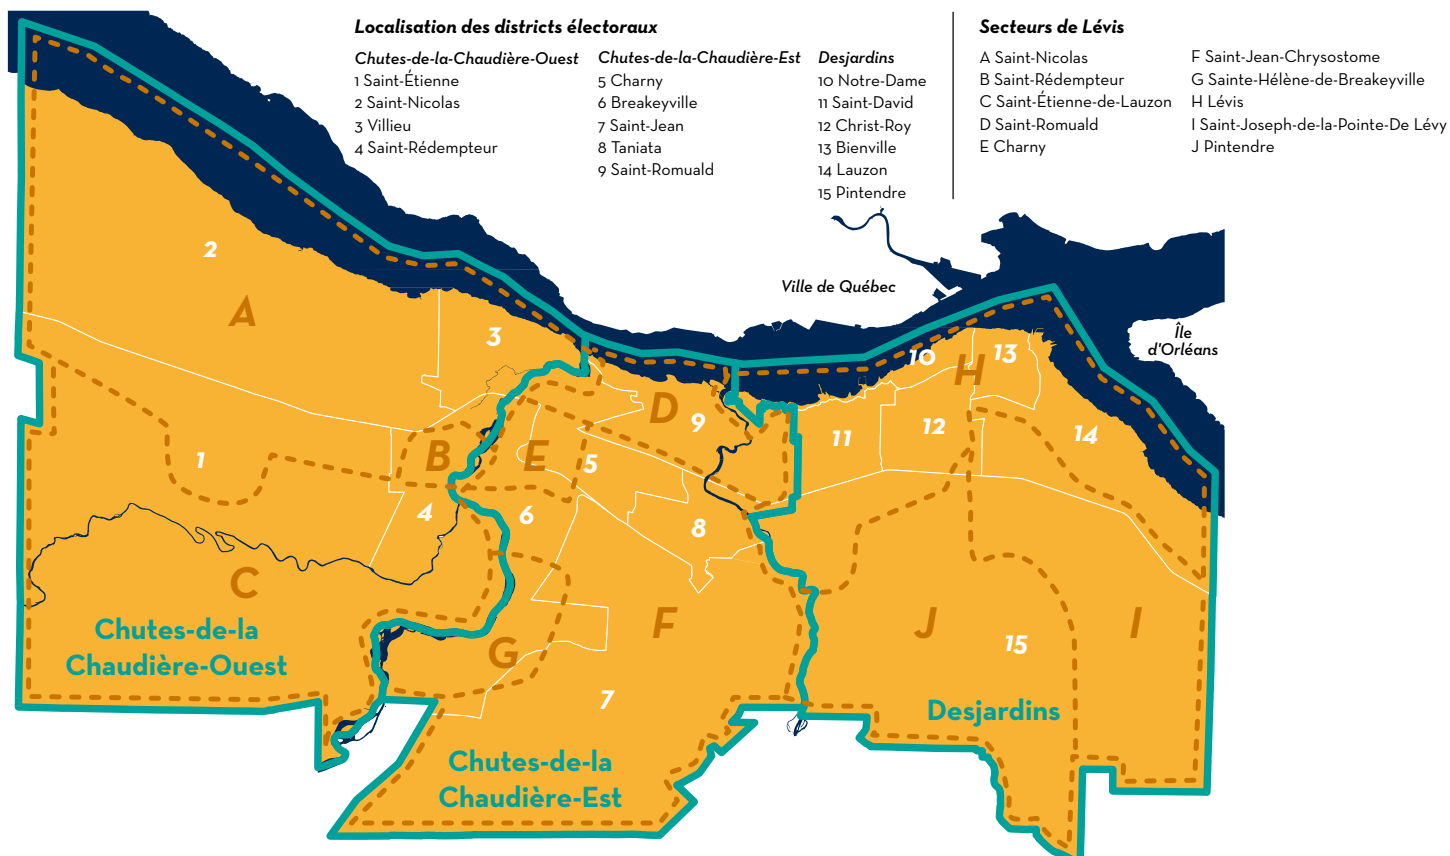 Localisation des districts électoraux
Chutes-de-la-Chaudière-Ouest
1 Saint-Étienne
2 Saint-Nicolas
3 Villieu
4 Saint-Rédempteur
Chutes-de-la-Chaudière-Est
5 Charny
6 Breakeyville
7 Saint-Jean
8 Taniata
9 Saint-Romuald
Desjardins
10 Notre-Dame
11 Saint-David
12 Christ-Roy
13 Bienville
14 Lauzon
15 Pintendre
Secteurs de Lévis
A Saint-Nicolas
B Saint-Rédempteur
C Saint-Étienne-de-Lauzon
D Saint-Romuald
E Charny
F Saint-Jean-Chrysostome
G Sainte-Hélène-de-Breakeyville
H Lévis
I Saint-Joseph-de-la-Pointe-De Lévy
J Pintendre
Ville de Québec
Île
d'Orléans
2
A
3
10
13
H
D
9
11
12
14
1
B
E
5
4
6
8
C
Chutes-de-la
Chaudière-Ouest
G
F
J
15
I
7
Desjardins
Chutes-de-la
Chaudière-Est